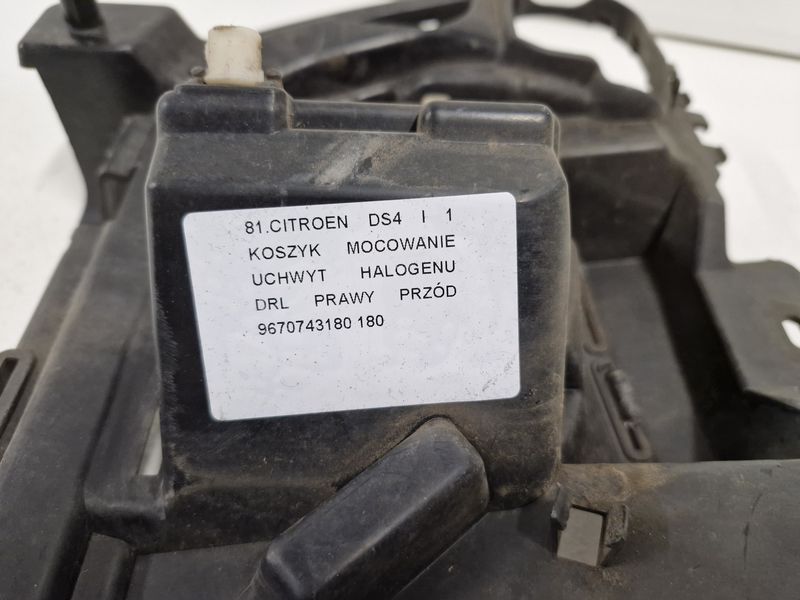 81.CITROEN DS4 I 1
KOSZYK MOCOWANIE
UCHWYT HALOGENU
DRL PRAWY PRZÓD
9670743180 180